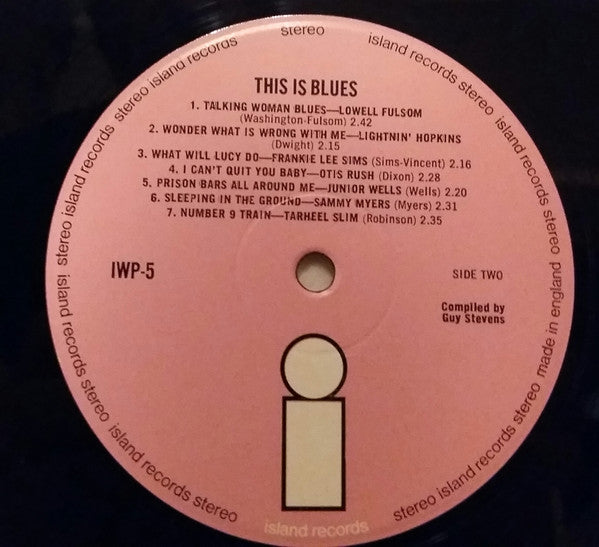 THIS IS BLUES
1. TALKING WOMAN BLUES—LOWELL FULSOM
(Washington-Fulsom) 2.42
2. WONDER WHAT IS WRONG WITH ME—LIGHTNIN' HOPKINS
(Dwight) 2.15
3. WHAT WILL LUCY DO—FRANKIE LEE SIMS (Sims-Vincent) 2.16
4. I CAN'T QUIT YOU BABY—OTIS RUSH (Dixon) 2.28
5. PRISON BARS ALL AROUND ME—JUNIOR WELLS (Wells) 2.20
6. SLEEPING IN THE GROUND—SAMMY MYERS (Myers) 2.31
7. NUMBER 9 TRAIN—TARHEEL SLIM (Robinson) 2.35
IWP-5
SIDE TWO
Compiled by
Guy Stevens
i
island records
island records stereo island records stereo island records stereo island records stereo island records stereo island records made in england stereo island records stereo